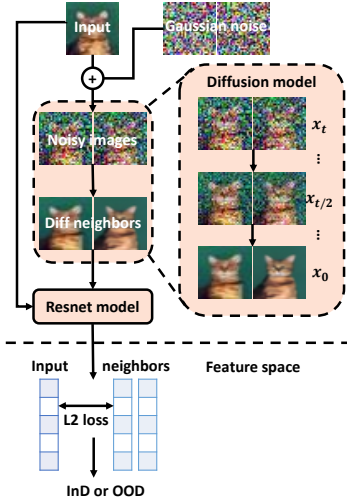 Input
Gaussian noise
+
Noisy images
Diff neighbors
Resnet model
Diffusion model
x_t
⋮
x_{t/2}
⋮
x_0
Input
neighbors
Feature space
L2 loss
InD or OOD